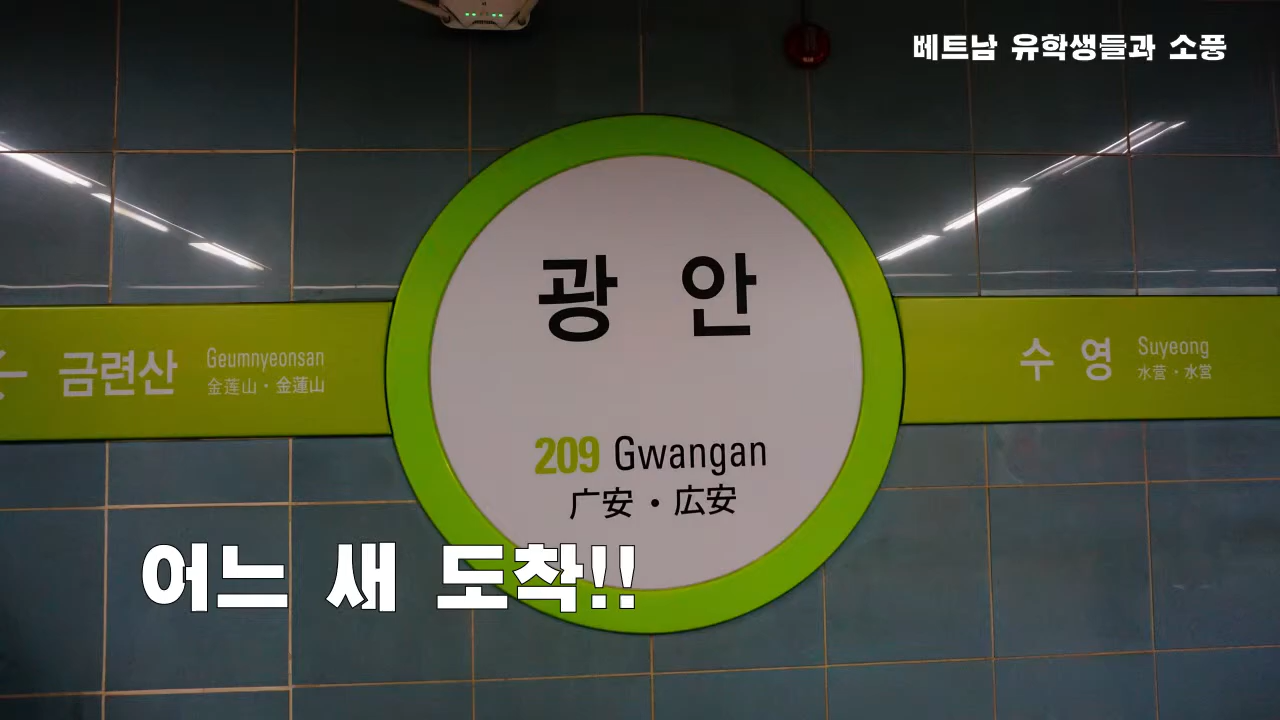 베트남 유학생들과 소풍
광안
금련산 Geumnyeonsan
金莲山・金蓮山
수영 Suyeong
水营・水営
209 Gwangan
广安・広安
어느 새 도착!!